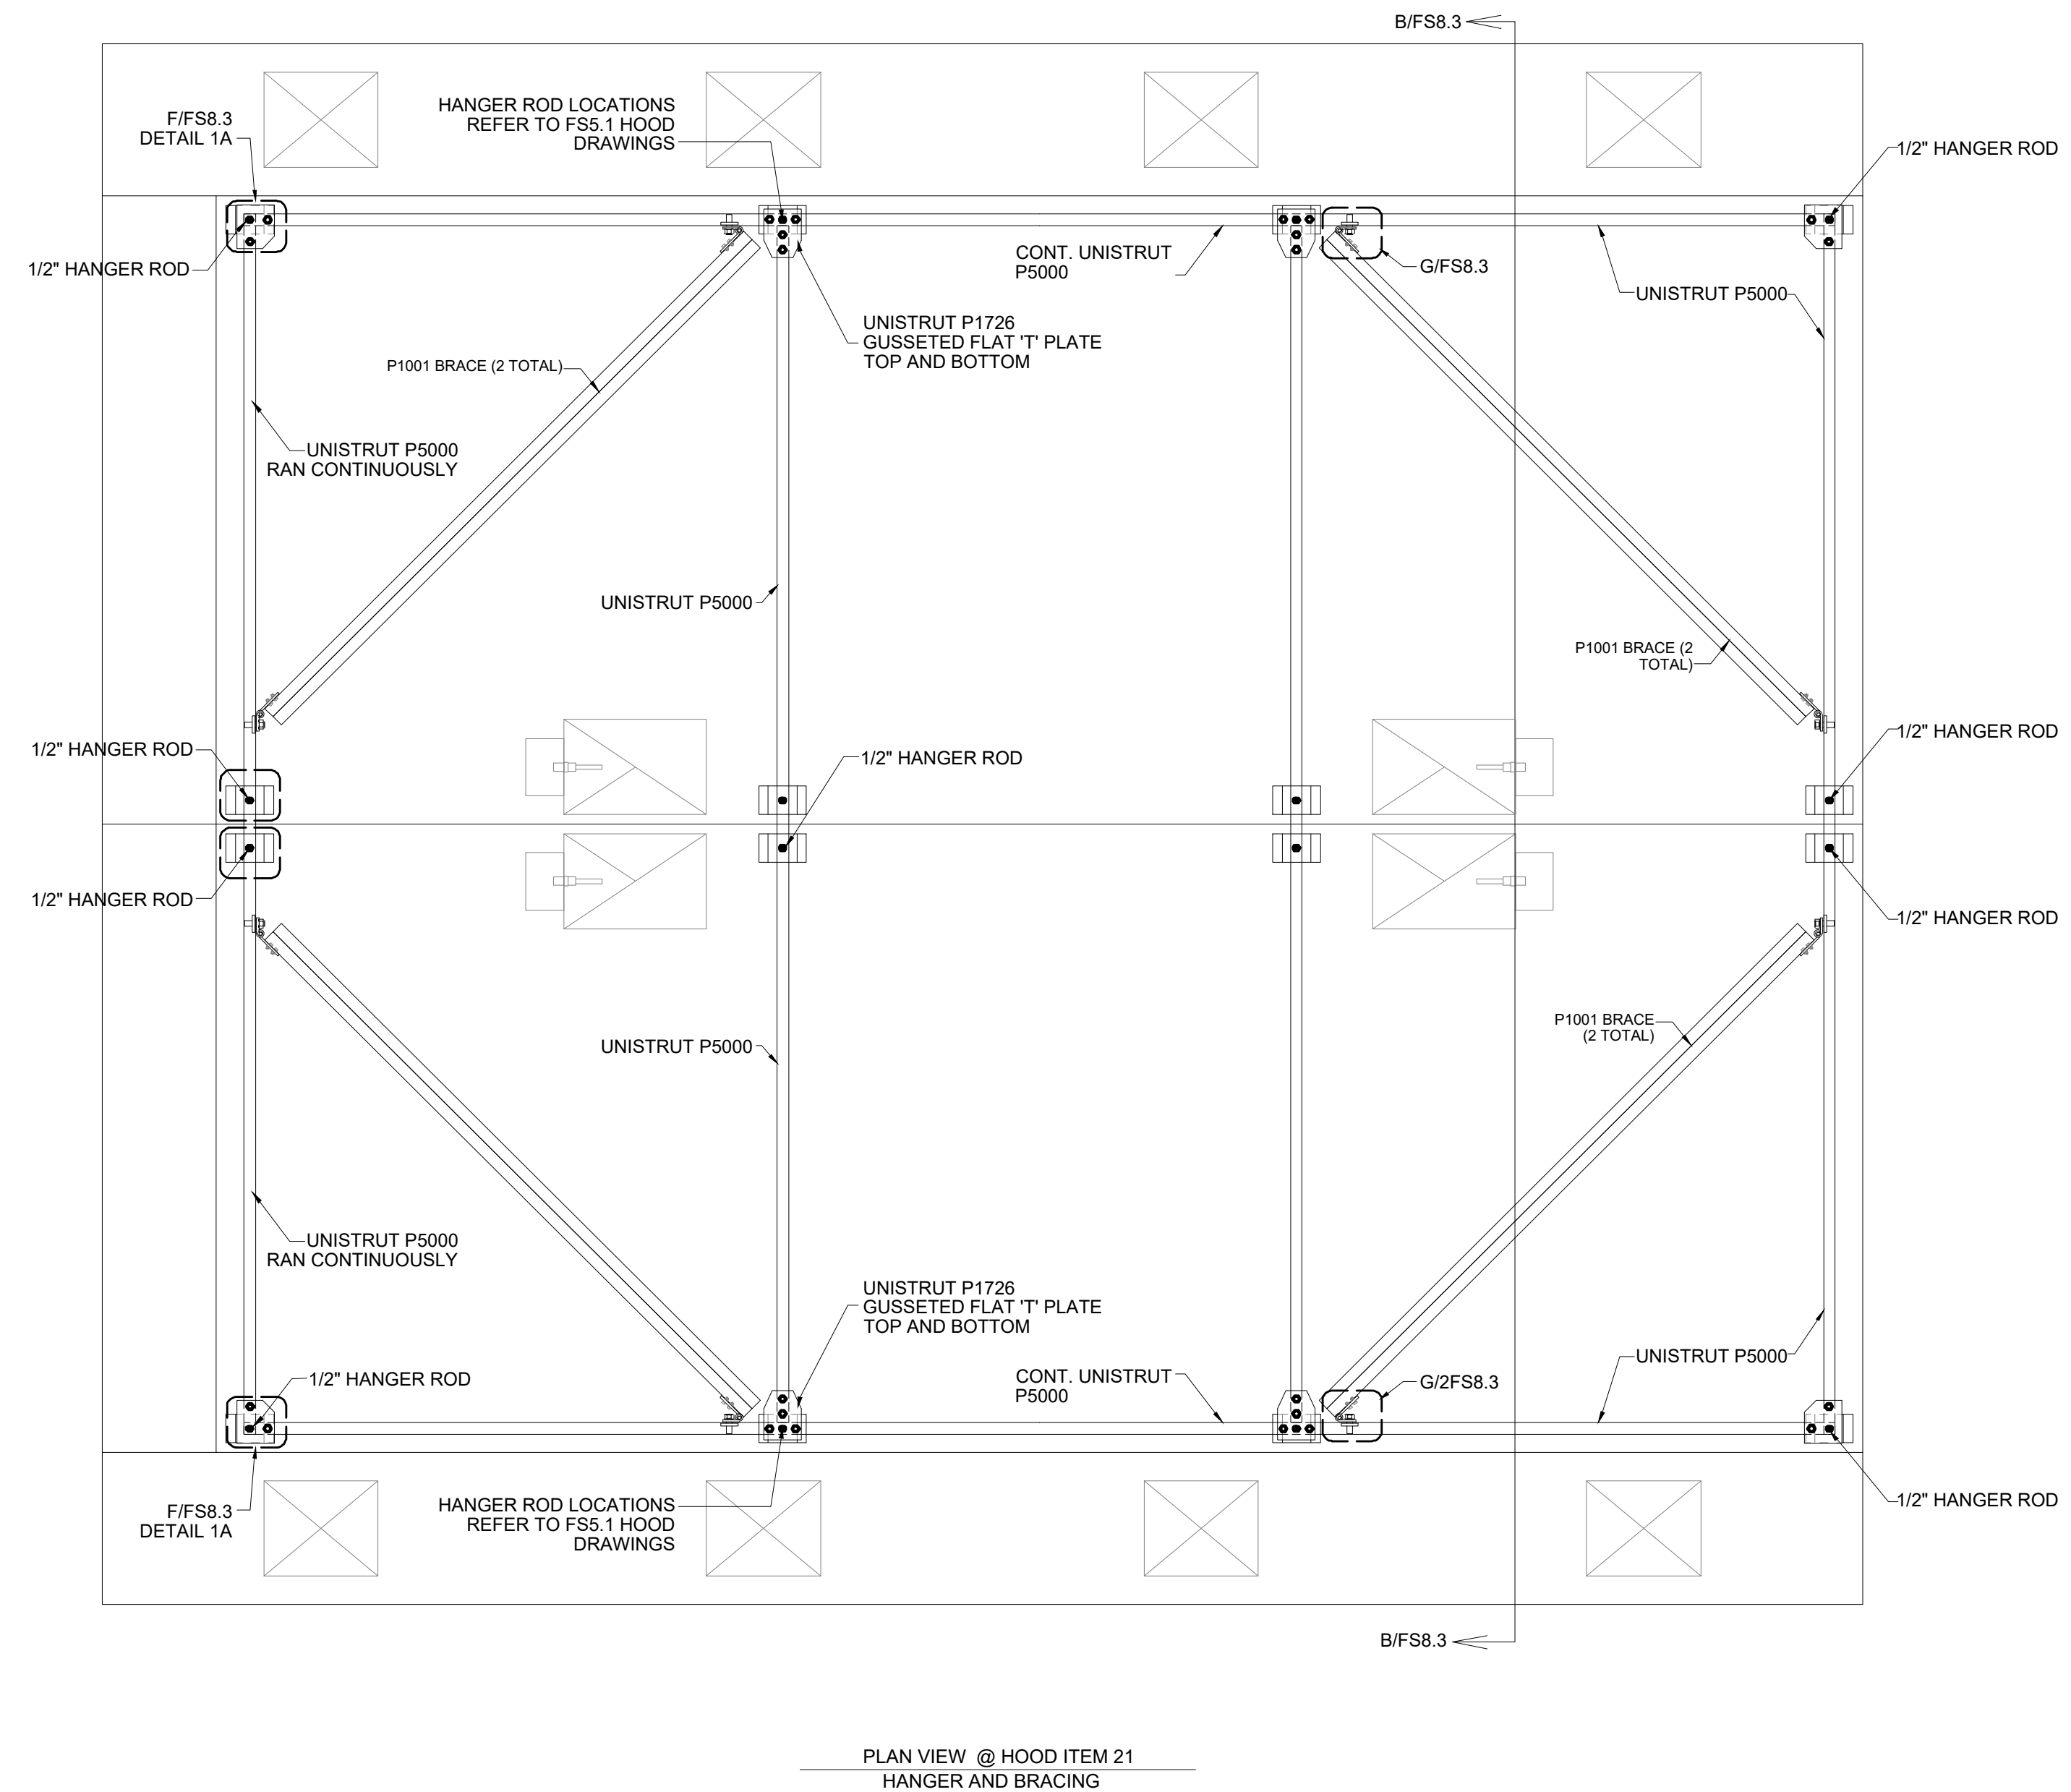 B/FS8.3
F/FS8.3
DETAIL 1A
HANGER ROD LOCATIONS
REFER TO FS5.1 HOOD
DRAWINGS
1/2" HANGER ROD
1/2" HANGER ROD
CONT. UNISTRUT
P5000
G/FS8.3
UNISTRUT P5000
UNISTRUT P1726
GUSSETED FLAT 'T' PLATE
TOP AND BOTTOM
P1001 BRACE (2 TOTAL)
UNISTRUT P5000
RAN CONTINUOUSLY
UNISTRUT P5000
P1001 BRACE (2
TOTAL)
1/2" HANGER ROD
1/2" HANGER ROD
1/2" HANGER ROD
1/2" HANGER ROD
1/2" HANGER ROD
P1001 BRACE
(2 TOTAL)
UNISTRUT P5000
UNISTRUT P5000
RAN CONTINUOUSLY
UNISTRUT P1726
GUSSETED FLAT 'T' PLATE
TOP AND BOTTOM
UNISTRUT P5000
1/2" HANGER ROD
CONT. UNISTRUT
P5000
G/2FS8.3
F/FS8.3
DETAIL 1A
HANGER ROD LOCATIONS
REFER TO FS5.1 HOOD
DRAWINGS
1/2" HANGER ROD
B/FS8.3
PLAN VIEW @ HOOD ITEM 21
HANGER AND BRACING